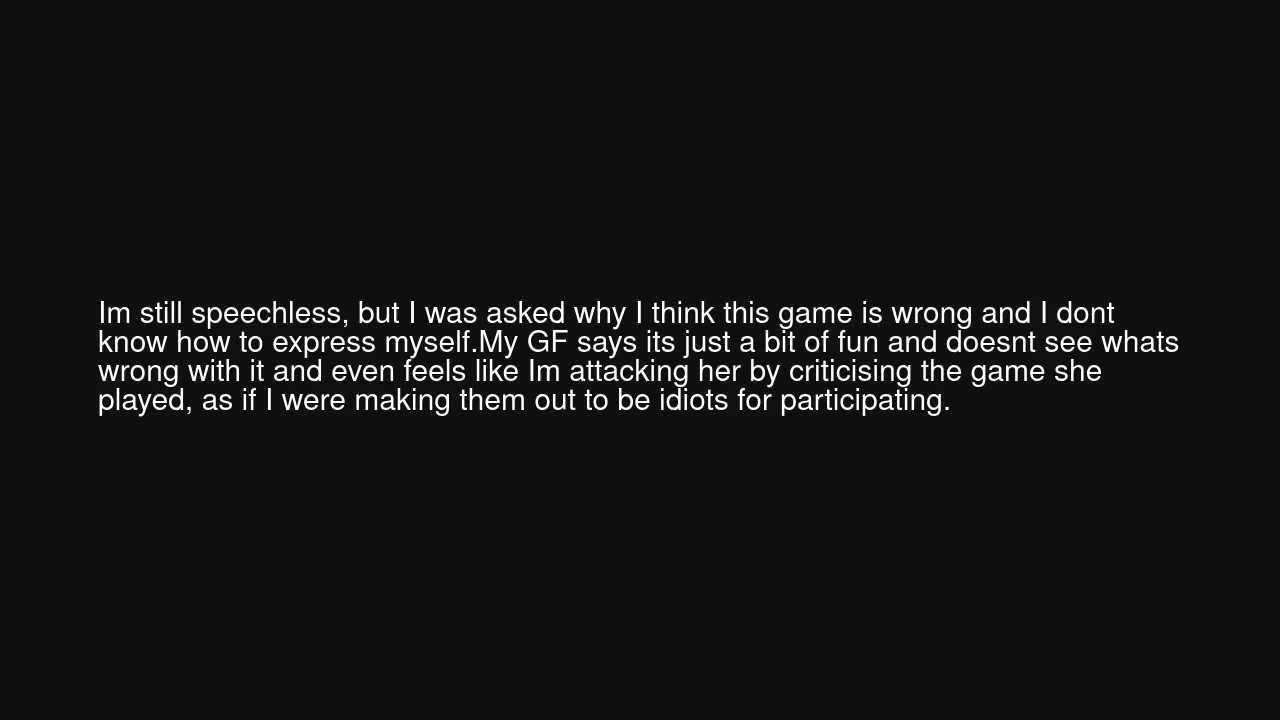 Im still speechless, but I was asked why I think this game is wrong and I dont
know how to express myself.My GF says its just a bit of fun and doesnt see whats
wrong with it and even feels like Im attacking her by criticising the game she
played, as if I were making them out to be idiots for participating.